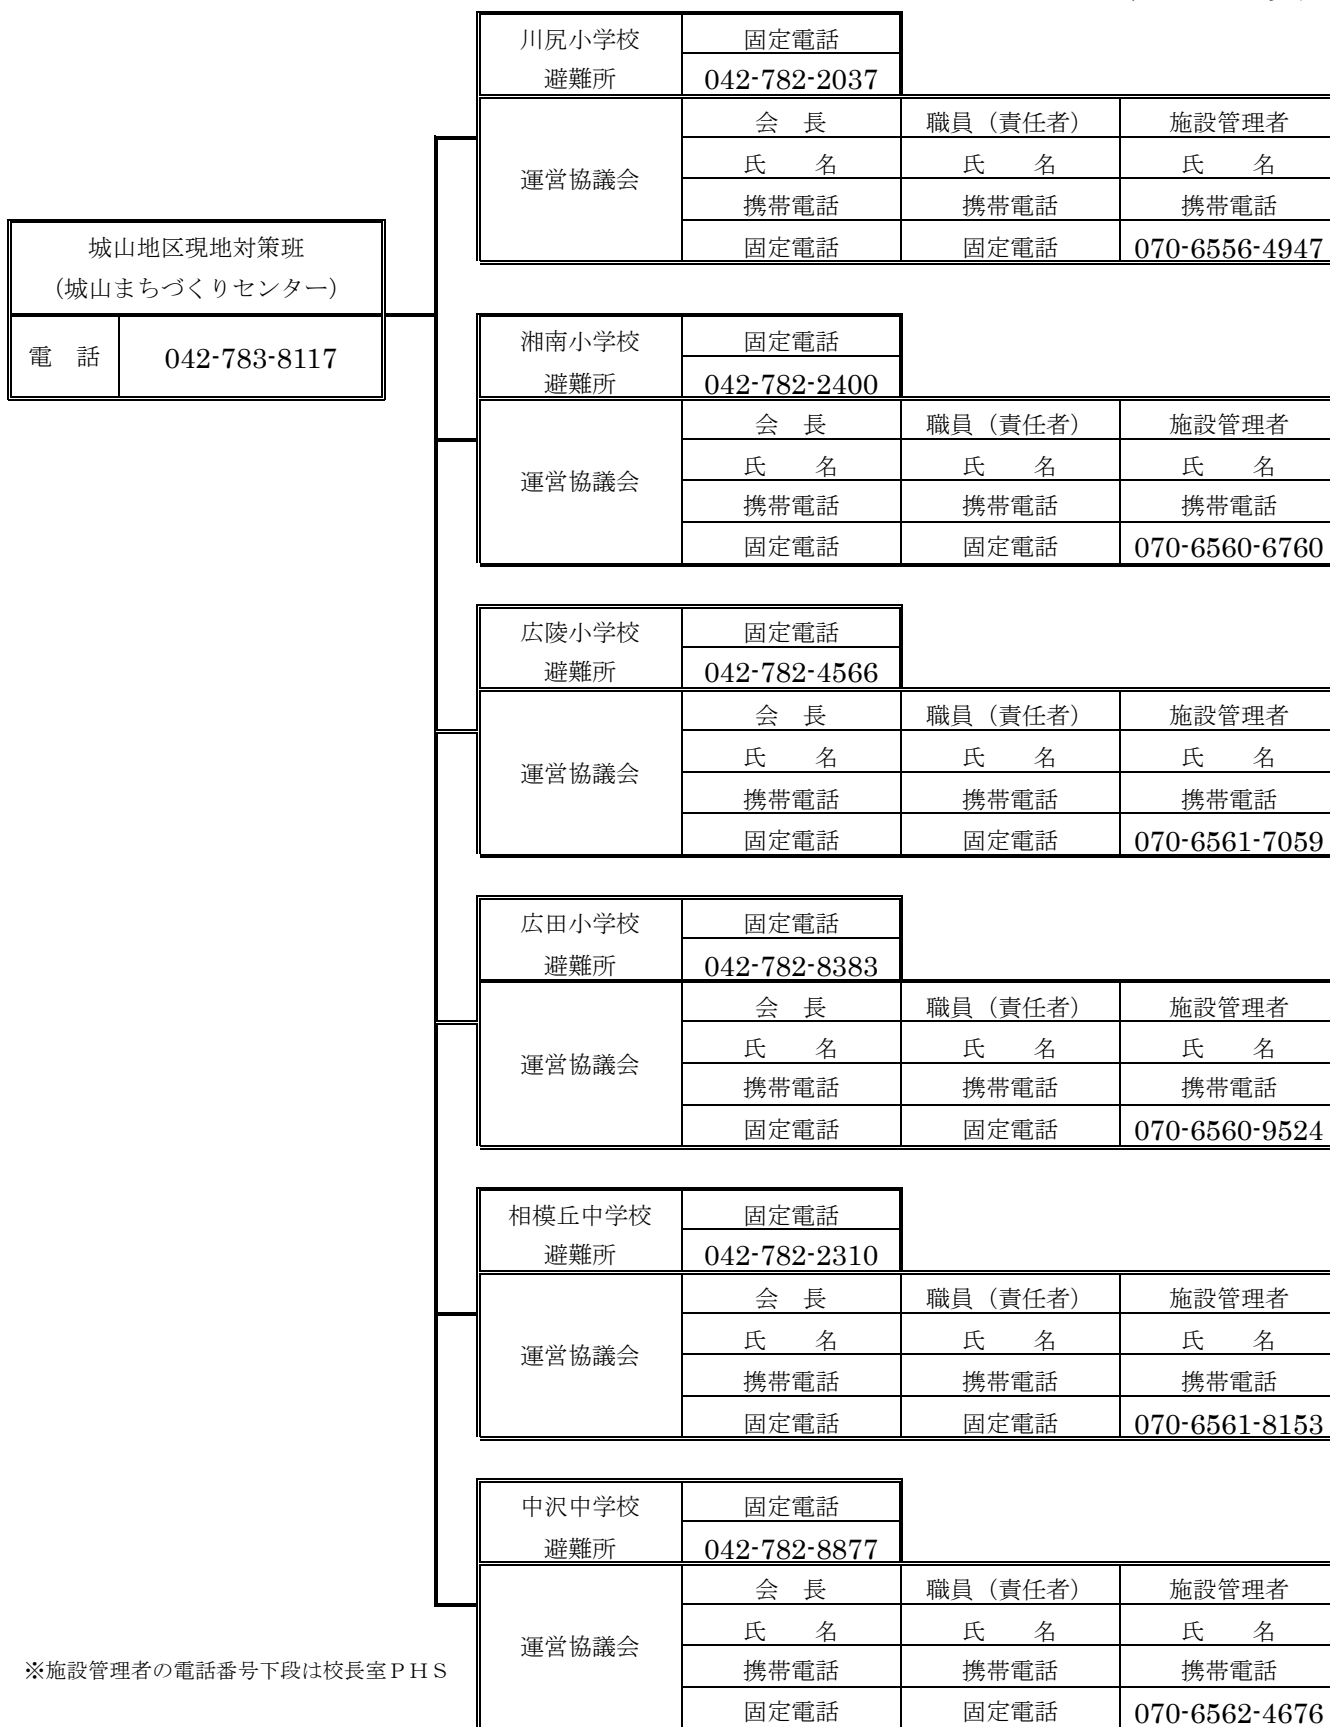 川尻小学校 固定電話
避難所 042-782-2037
会　長 職員（責任者） 施設管理者
運営協議会 氏　　名 氏　　名 氏　　名
携帯電話 携帯電話 携帯電話
固定電話 固定電話 070-6556-4947
城山地区現地対策班
（城山まちづくりセンター）
電　話 042-783-8117
湘南小学校 固定電話
避難所 042-782-2400
会　長 職員（責任者） 施設管理者
運営協議会 氏　　名 氏　　名 氏　　名
携帯電話 携帯電話 携帯電話
固定電話 固定電話 070-6560-6760
広陵小学校 固定電話
避難所 042-782-4566
会　長 職員（責任者） 施設管理者
運営協議会 氏　　名 氏　　名 氏　　名
携帯電話 携帯電話 携帯電話
固定電話 固定電話 070-6561-7059
広田小学校 固定電話
避難所 042-782-8383
会　長 職員（責任者） 施設管理者
運営協議会 氏　　名 氏　　名 氏　　名
携帯電話 携帯電話 携帯電話
固定電話 固定電話 070-6560-9524
相模丘中学校 固定電話
避難所 042-782-2310
会　長 職員（責任者） 施設管理者
運営協議会 氏　　名 氏　　名 氏　　名
携帯電話 携帯電話 携帯電話
固定電話 固定電話 070-6561-8153
中沢中学校 固定電話
避難所 042-782-8877
会　長 職員（責任者） 施設管理者
運営協議会 氏　　名 氏　　名 氏　　名
携帯電話 携帯電話 携帯電話
固定電話 固定電話 070-6562-4676
※施設管理者の電話番号下段は校長室ＰＨＳ